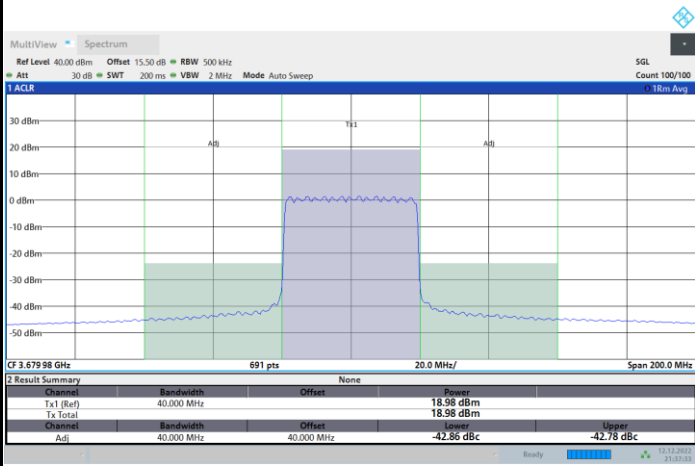 MultiView Spectrum
Ref Level 40.00 dBm Offset 15.50 dB RBW 500 kHz SGL
Att 30 dB SWT 200 ms VBW 2 MHz Mode Auto Sweep Count 100/100
1 ACLR 1Rm Avg
30 dBm
Tx1
20 dBm
Adj Adj
10 dBm
0 dBm
-10 dBm
-20 dBm
-30 dBm
-40 dBm
-50 dBm
CF 3.67998 GHz 691 pts 20.0 MHz/ Span 200.0 MHz
2 Result Summary None
Channel Bandwidth Offset Power
Tx1 (Ref) 40.000 MHz 18.98 dBm
Tx Total 18.98 dBm
Channel Bandwidth Offset Lower Upper
Adj 40.000 MHz 40.000 MHz -42.86 dBc -42.78 dBc
Ready 12.12.2022
21:37:33